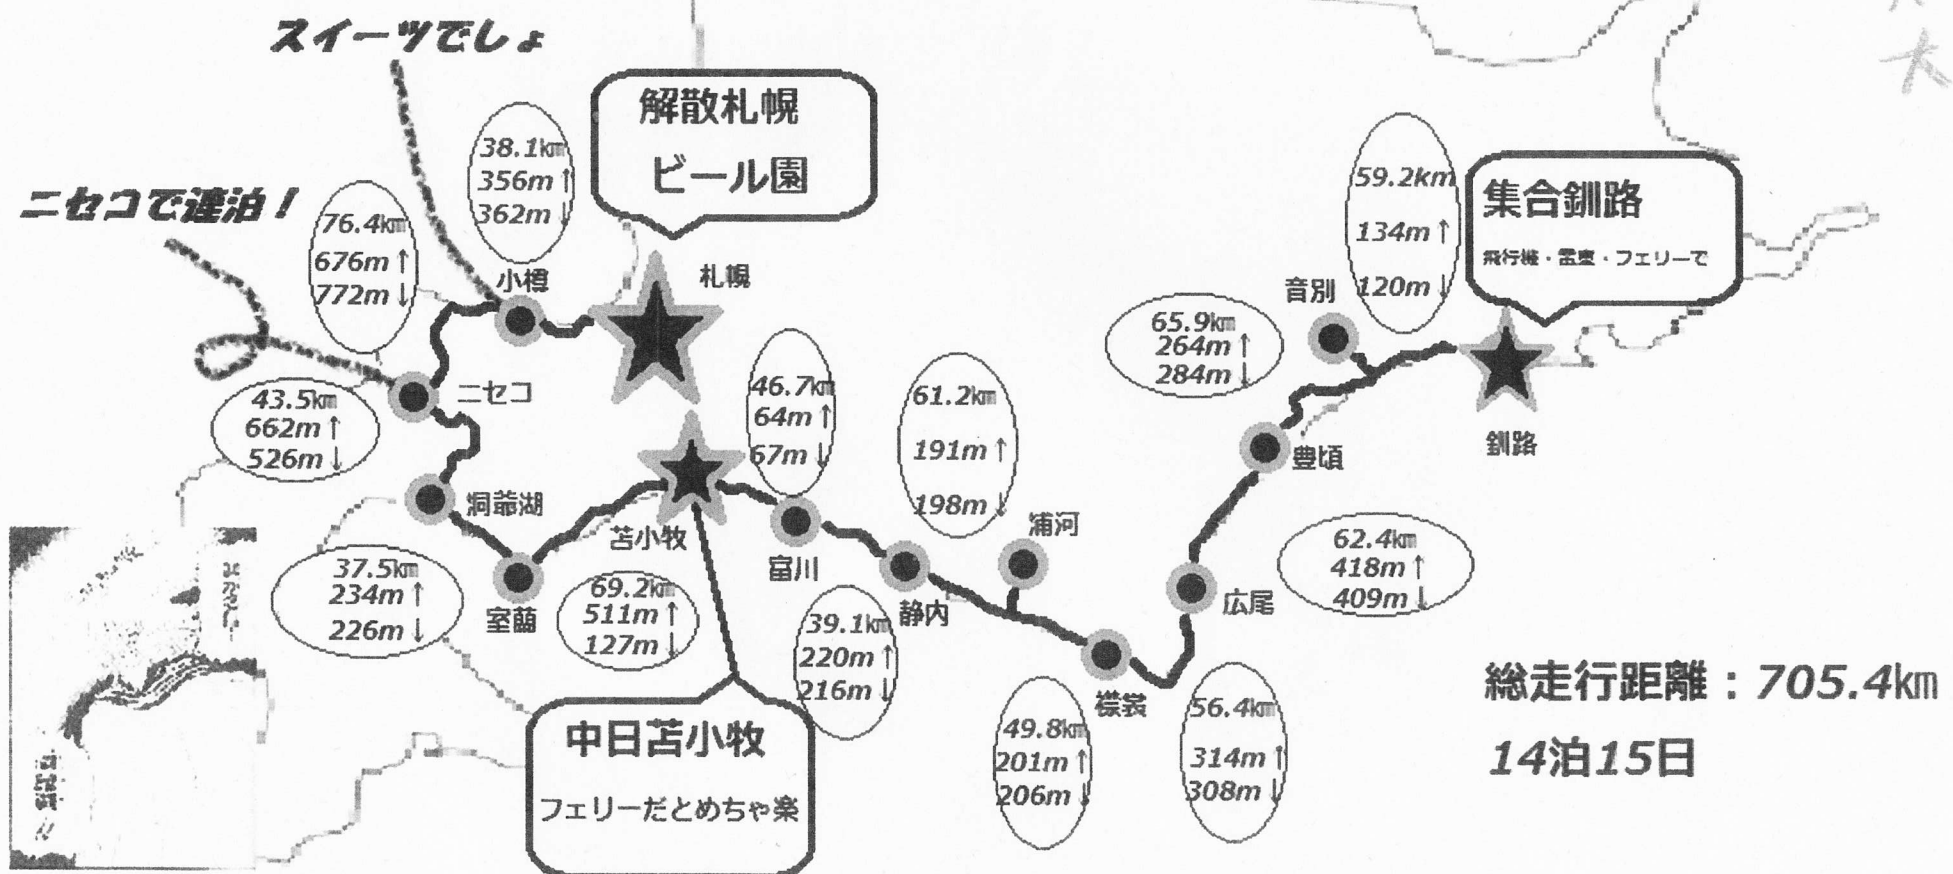 スイーツでしょ
ニセコで連泊！
解散札幌
ビール園
集合釧路
飛行機・電車・フェリーで
38.1km
356m↑
362m↓
76.4km
676m↑
772m↓
小樽
札幌
59.2km
134m↑
120m↓
音別
65.9km
264m↑
284m↓
釧路
豊頃
ニセコ
43.5km
662m↑
526m↓
46.7km
64m↑
67m↓
61.2km
191m↑
198m↓
洞爺湖
苫小牧
富川
浦河
静内
広尾
62.4km
418m↑
409m↓
37.5km
234m↑
226m↓
室蘭
69.2km
511m↑
127m↓
39.1km
220m↑
216m↓
襟裳
49.8km
201m↑
206m↓
56.4km
314m↑
308m↓
中日苫小牧
フェリーだとめちゃ楽
総走行距離：705.4km
14泊15日